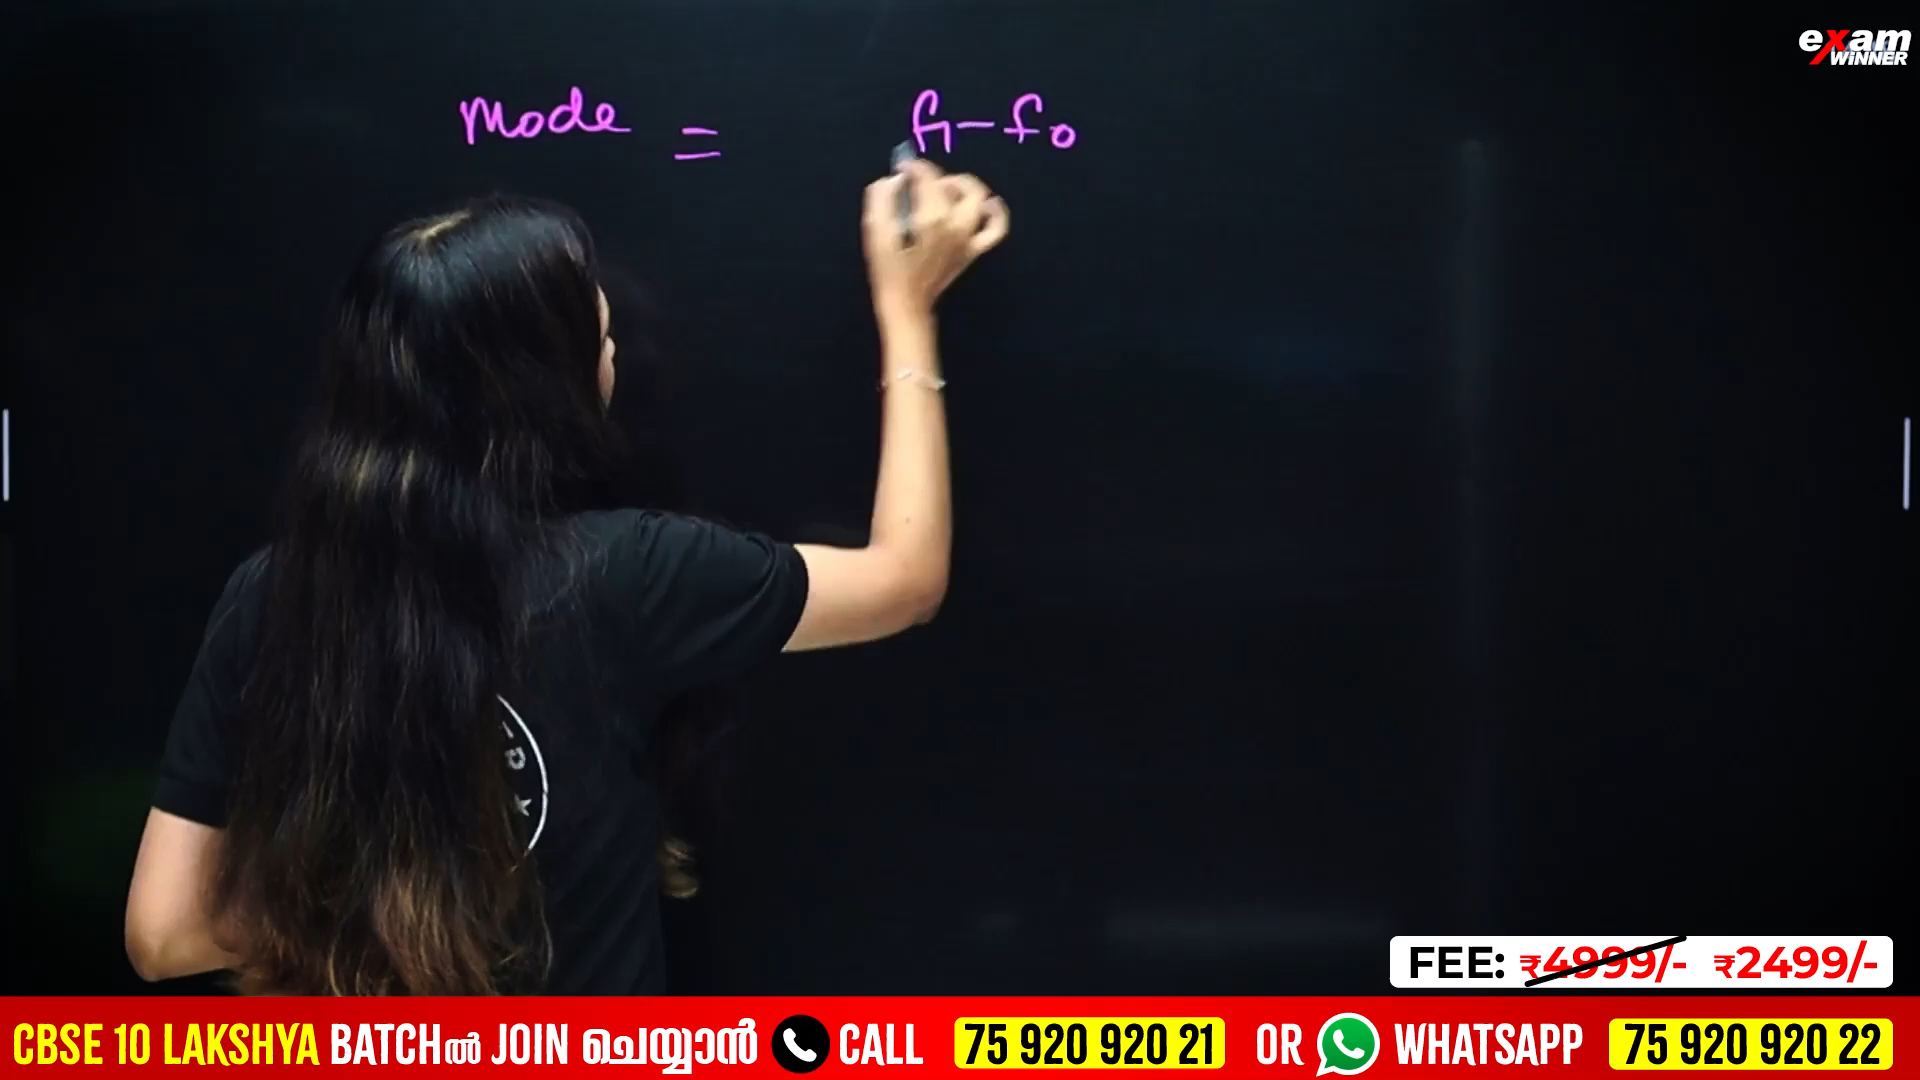 exam
WINNER
Mode = f1-f0
FEE: ₹4999/- ₹2499/-
CBSE 10 LAKSHYA BATCHൽ JOIN ചെയ്യാൻ CALL 75 920 920 21 OR WHATSAPP 75 920 920 22